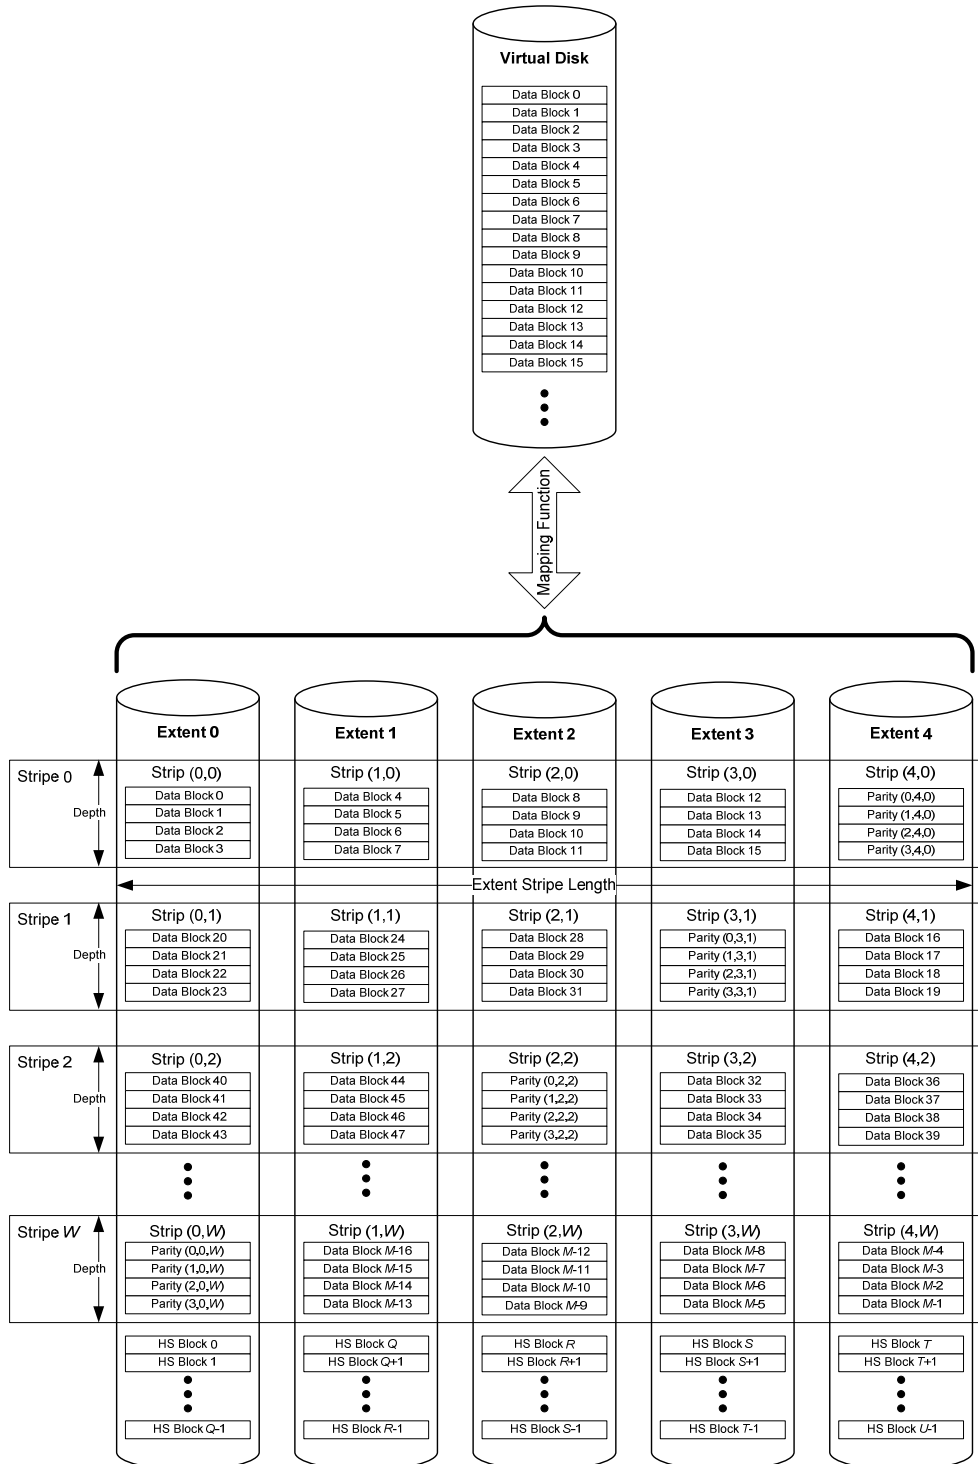 Virtual Disk
Data Block 0
Data Block 1
Data Block 2
Data Block 3
Data Block 4
Data Block 5
Data Block 6
Data Block 7
Data Block 8
Data Block 9
Data Block 10
Data Block 11
Data Block 12
Data Block 13
Data Block 14
Data Block 15
Mapping Function
Extent 0 Extent 1 Extent 2 Extent 3 Extent 4
Stripe 0 Strip (0,0) Strip (1,0) Strip (2,0) Strip (3,0) Strip (4,0)
Data Block 0 Data Block 4 Data Block 8 Data Block 12 Parity (0,4,0)
Depth Data Block 1 Data Block 5 Data Block 9 Data Block 13 Parity (1,4,0)
Data Block 2 Data Block 6 Data Block 10 Data Block 14 Parity (2,4,0)
Data Block 3 Data Block 7 Data Block 11 Data Block 15 Parity (3,4,0)
Extent Stripe Length
Stripe 1 Strip (0,1) Strip (1,1) Strip (2,1) Strip (3,1) Strip (4,1)
Data Block 20 Data Block 24 Data Block 28 Parity (0,3,1) Data Block 16
Depth Data Block 21 Data Block 25 Data Block 29 Parity (1,3,1) Data Block 17
Data Block 22 Data Block 26 Data Block 30 Parity (2,3,1) Data Block 18
Data Block 23 Data Block 27 Data Block 31 Parity (3,3,1) Data Block 19
Stripe 2 Strip (0,2) Strip (1,2) Strip (2,2) Strip (3,2) Strip (4,2)
Data Block 40 Data Block 44 Parity (0,2,2) Data Block 32 Data Block 36
Depth Data Block 41 Data Block 45 Parity (1,2,2) Data Block 33 Data Block 37
Data Block 42 Data Block 46 Parity (2,2,2) Data Block 34 Data Block 38
Data Block 43 Data Block 47 Parity (3,2,2) Data Block 35 Data Block 39
Stripe W Strip (0,W) Strip (1,W) Strip (2,W) Strip (3,W) Strip (4,W)
Parity (0,0,W) Data Block M-16 Data Block M-12 Data Block M-8 Data Block M-4
Depth Parity (1,0,W) Data Block M-15 Data Block M-11 Data Block M-7 Data Block M-3
Parity (2,0,W) Data Block M-14 Data Block M-10 Data Block M-6 Data Block M-2
Parity (3,0,W) Data Block M-13 Data Block M-9 Data Block M-5 Data Block M-1
HS Block 0 HS Block Q HS Block R HS Block S HS Block T
HS Block 1 HS Block Q+1 HS Block R+1 HS Block S+1 HS Block T+1
HS Block Q-1 HS Block R-1 HS Block S-1 HS Block T-1 HS Block U-1